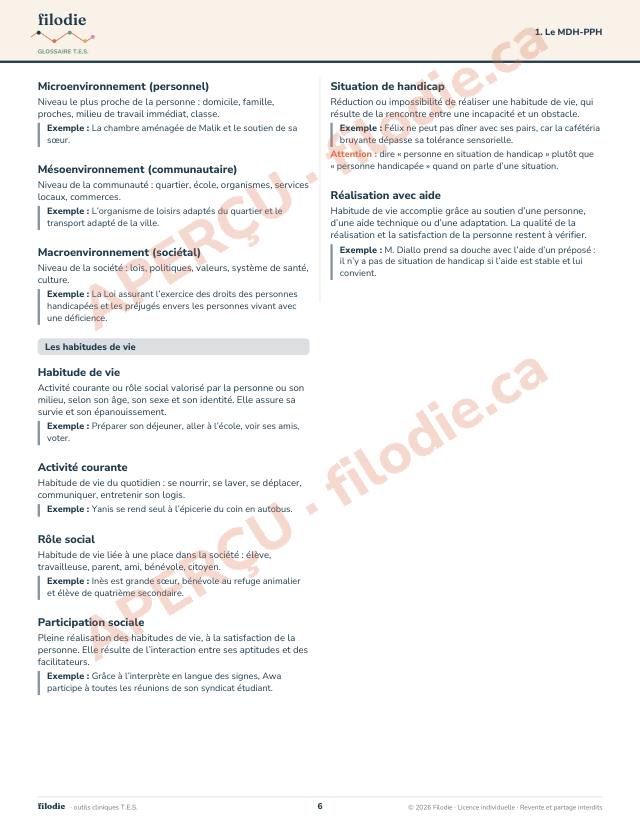 filodie
GLOSSAIRE T.E.S.
1. Le MDH-PPH
Microenvironnement (personnel)
Niveau le plus proche de la personne : domicile, famille,
proches, milieu de travail immédiat, classe.
Exemple : La chambre aménagée de Malik et le soutien de sa
sœur.
Mésoenvironnement (communautaire)
Niveau de la communauté : quartier, école, organismes, services
locaux, commerces.
Exemple : L’organisme de loisirs adaptés du quartier et le
transport adapté de la ville.
Macroenvironnement (sociétal)
Niveau de la société : lois, politiques, valeurs, système de santé,
culture.
Exemple : La Loi assurant l’exercice des droits des personnes
handicapées et les préjugés envers les personnes vivant avec
une déficience.
Les habitudes de vie
Habitude de vie
Activité courante ou rôle social valorisé par la personne ou son
milieu, selon son âge, son sexe et son identité. Elle assure sa
survie et son épanouissement.
Exemple : Préparer son déjeuner, aller à l’école, voir ses amis,
voter.
Activité courante
Habitude de vie du quotidien : se nourrir, se laver, se déplacer,
communiquer, entretenir son logis.
Exemple : Yanis se rend seul à l’épicerie du coin en autobus.
Rôle social
Habitude de vie liée à une place dans la société : élève,
travailleuse, parent, ami, bénévole, citoyen.
Exemple : Inès est grande sœur, bénévole au refuge animalier
et élève de quatrième secondaire.
Participation sociale
Pleine réalisation des habitudes de vie, à la satisfaction de la
personne. Elle résulte de l’interaction entre ses aptitudes et des
facilitateurs.
Exemple : Grâce à l’interprète en langue des signes, Awa
participe à toutes les réunions de son syndicat étudiant.
Situation de handicap
Réduction ou impossibilité de réaliser une habitude de vie, qui
résulte de la rencontre entre une incapacité et un obstacle.
Exemple : Félix ne peut pas dîner avec ses pairs, car la cafétéria
bruyante dépasse sa tolérance sensorielle.
Attention : dire « personne en situation de handicap » plutôt que
« personne handicapée » quand on parle d’une situation.
Réalisation avec aide
Habitude de vie accomplie grâce au soutien d’une personne,
d’une aide technique ou d’une adaptation. La qualité de la
réalisation et la satisfaction de la personne restent à vérifier.
Exemple : M. Diallo prend sa douche avec l’aide d’un préposé :
il n’y a pas de situation de handicap si l’aide est stable et lui
convient.
APERÇU · filodie.ca
APERÇU · filodie.ca
filodie · outils cliniques T.E.S.
6
© 2026 Filodie · Licence individuelle · Revente et partage interdits